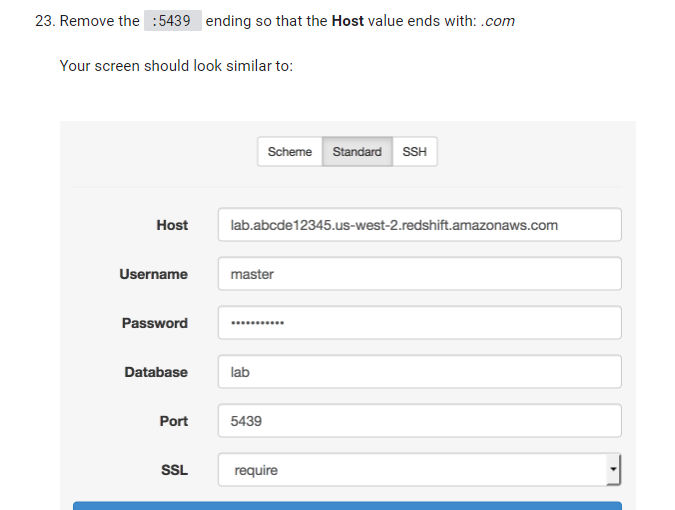 23. Remove the :5439 ending so that the Host value ends with: .com
Your screen should look similar to:
Scheme Standard SSH
Host lab.abcde12345.us-west-2.redshift.amazonaws.com
Username master
Password •••••••••••
Database lab
Port 5439
SSL require